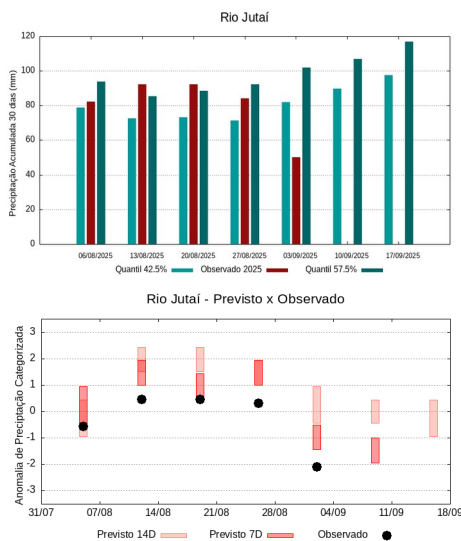 Rio Jutaí
Precipitação Acumulada 30 dias (mm)
120
100
80
60
40
20
0
06/08/2025 13/08/2025 20/08/2025 27/08/2025 03/09/2025 10/09/2025 17/09/2025
Quantil 42.5% Observado 2025 Quantil 57.5%
Rio Jutaí - Previsto x Observado
Anomalia de Preciptação Categorizada
3
2
1
0
-1
-2
-3
31/07 07/08 14/08 21/08 28/08 04/09 11/09 18/09
Previsto 14D Previsto 7D Observado